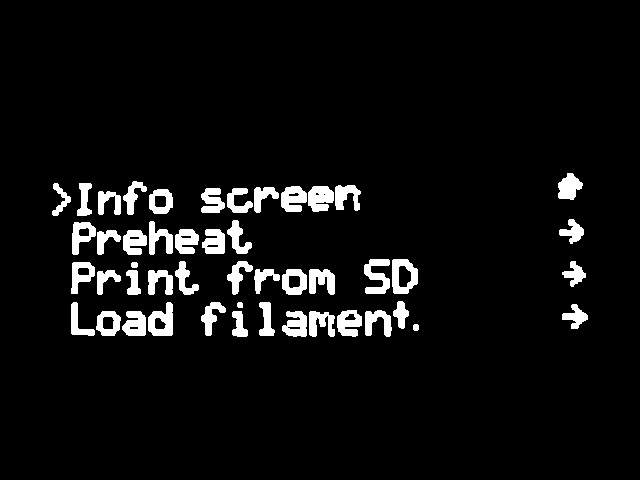 >Info screen ↑
Preheat →
Print from SD →
Load filament →